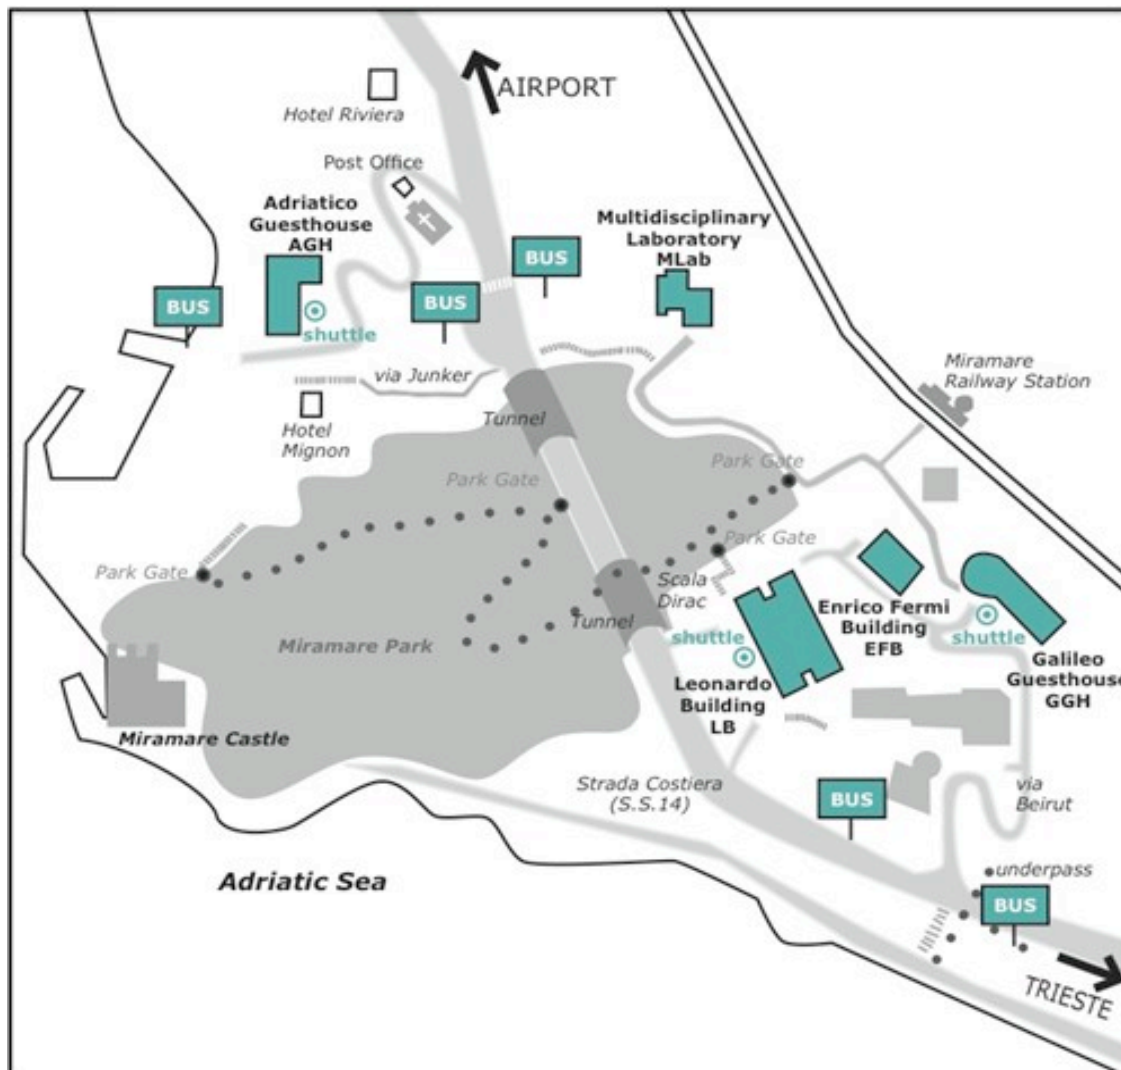 AIRPORT
Hotel Riviera
Post Office
Adriatico
Guesthouse
AGH
Multidisciplinary
Laboratory
MLab
BUS
BUS
BUS
shuttle
via Junker
Miramare
Railway Station
Tunnel
Hotel
Mignon
Park Gate
Park Gate
Park Gate
Park Gate
Scala
Dirac
Enrico Fermi
Building
EFB
Tunnel
shuttle
shuttle
Miramare Park
Galileo
Guesthouse
GGH
Leonardo
Building
LB
Miramare Castle
Strada Costiera
(S.S.14)
via
Beirut
BUS
Adriatic Sea
underpass
BUS
TRIESTE